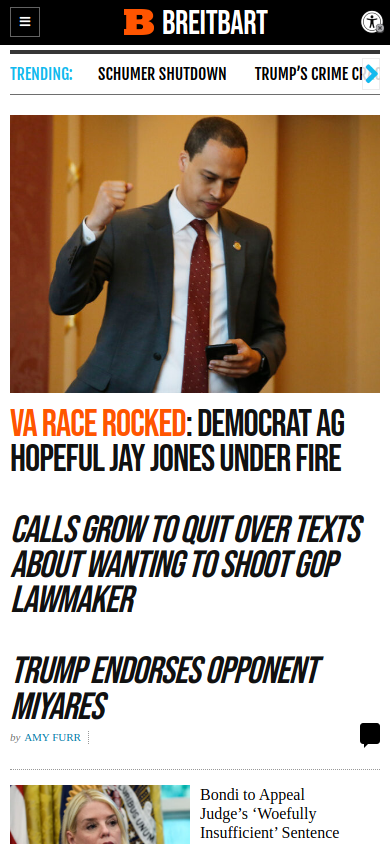 BREITBART
TRENDING:
SCHUMER SHUTDOWN
TRUMP'S CRIME
VA RACE ROCKED: DEMOCRAT AG
HOPEFUL JAY JONES UNDER FIRE
CALLS GROW TO QUIT OVER TEXTS
ABOUT WANTING TO SHOOT GOP
LAWMAKER
TRUMP ENDORSES OPPONENT
MIYARES
by AMY FURR
Bondi to Appeal
Judge's ‘Woefully
Insufficient’ Sentence